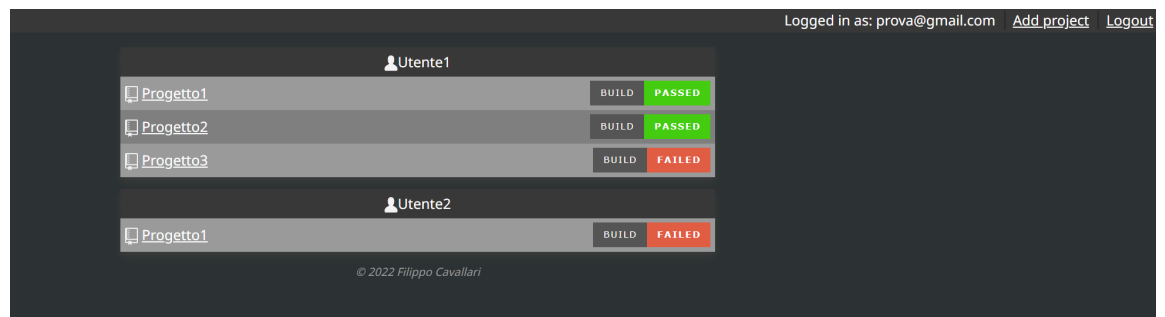 Logged in as: prova@gmail.com Add project Logout
Utente1
Progetto1 BUILD PASSED
Progetto2 BUILD PASSED
Progetto3 BUILD FAILED
Utente2
Progetto1 BUILD FAILED
© 2022 Filippo Cavallari